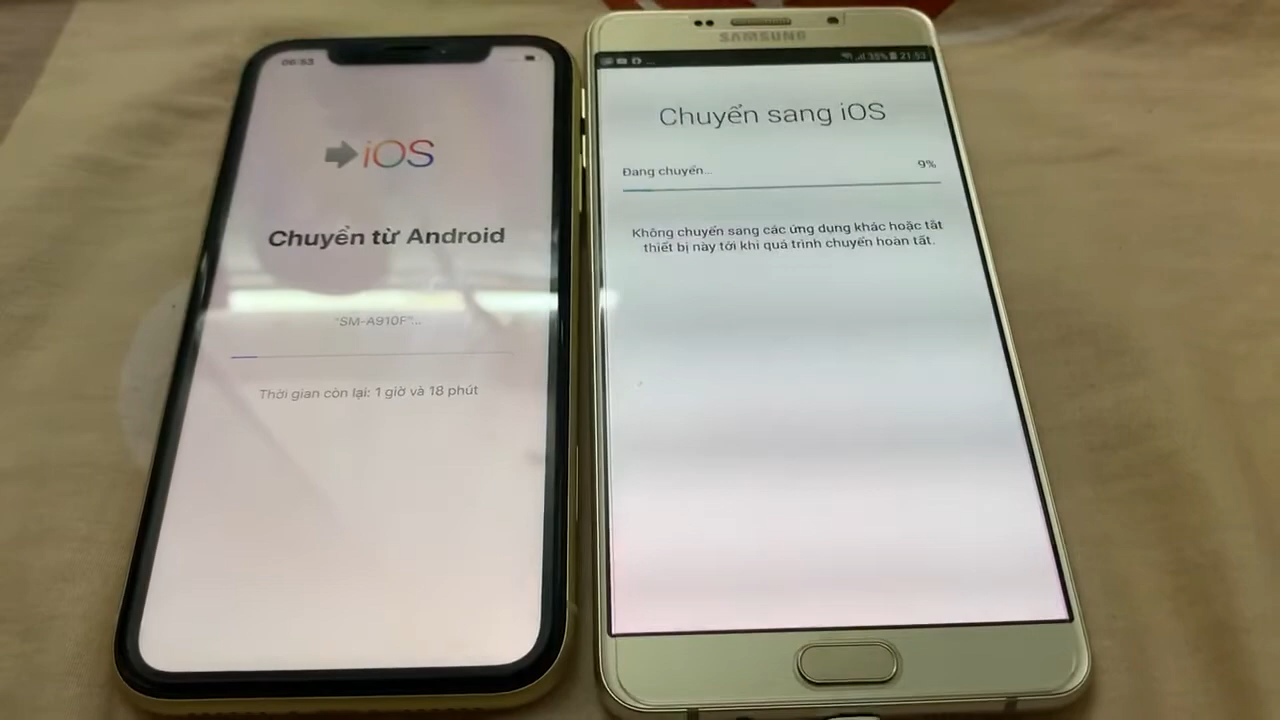 06:53
iOS
Chuyển từ Android
"SM-A910F"...
Thời gian còn lại: 1 giờ và 18 phút
SAMSUNG
35% 21:53
Chuyển sang iOS
Đang chuyển... 9%
Không chuyển sang các ứng dụng khác hoặc tắt
thiết bị này tới khi quá trình chuyển hoàn tất.